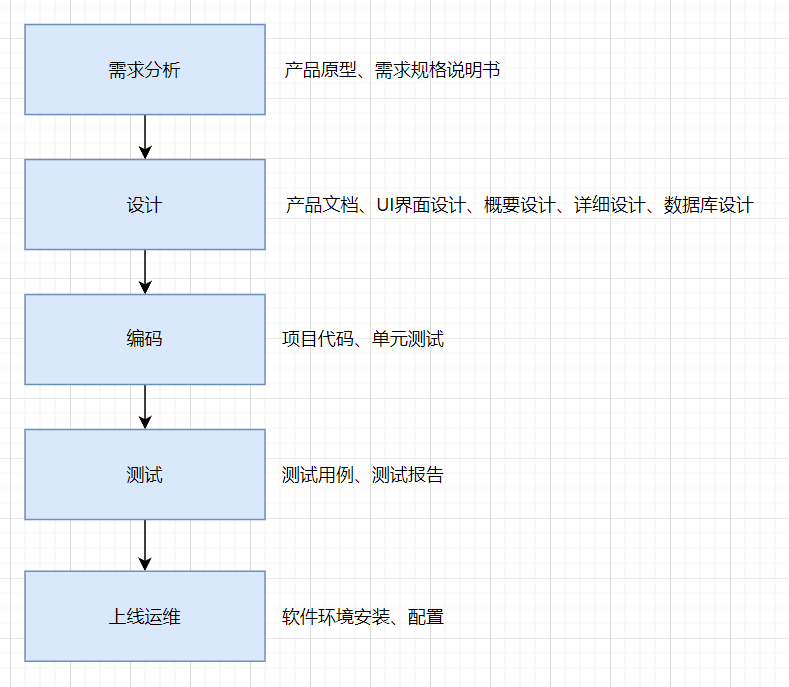 需求分析
产品原型、需求规格说明书
设计
产品文档、UI界面设计、概要设计、详细设计、数据库设计
编码
项目代码、单元测试
测试
测试用例、测试报告
上线运维
软件环境安装、配置